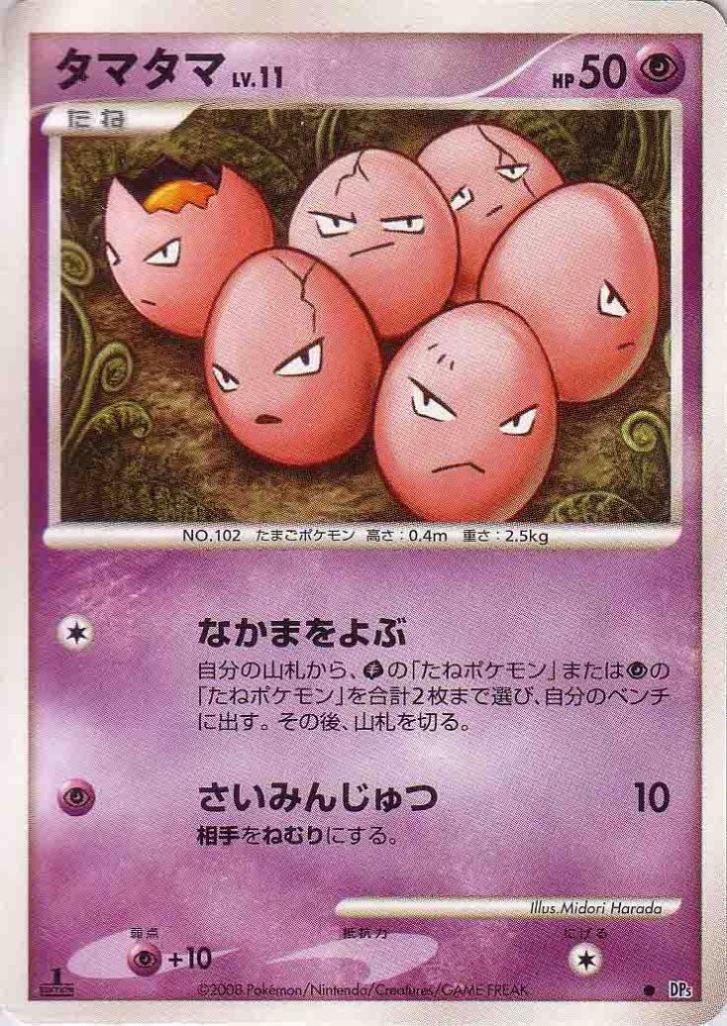 タマタマ LV.11 HP50
たね
NO.102 たまごポケモン 高さ:0.4m 重さ:2.5kg
なかまをよぶ
自分の山札から、の「たねポケモン」またはの
「たねポケモン」を合計2枚まで選び、自分のベンチ
に出す。その後、山札を切る。
さいみんじゅつ 10
相手をねむりにする。
Illus.Midori Harada
弱点 抵抗力 にげる
+10
1 EDITION ©2008 Pokémon/Nintendo/Creatures/GAME FREAK DPs